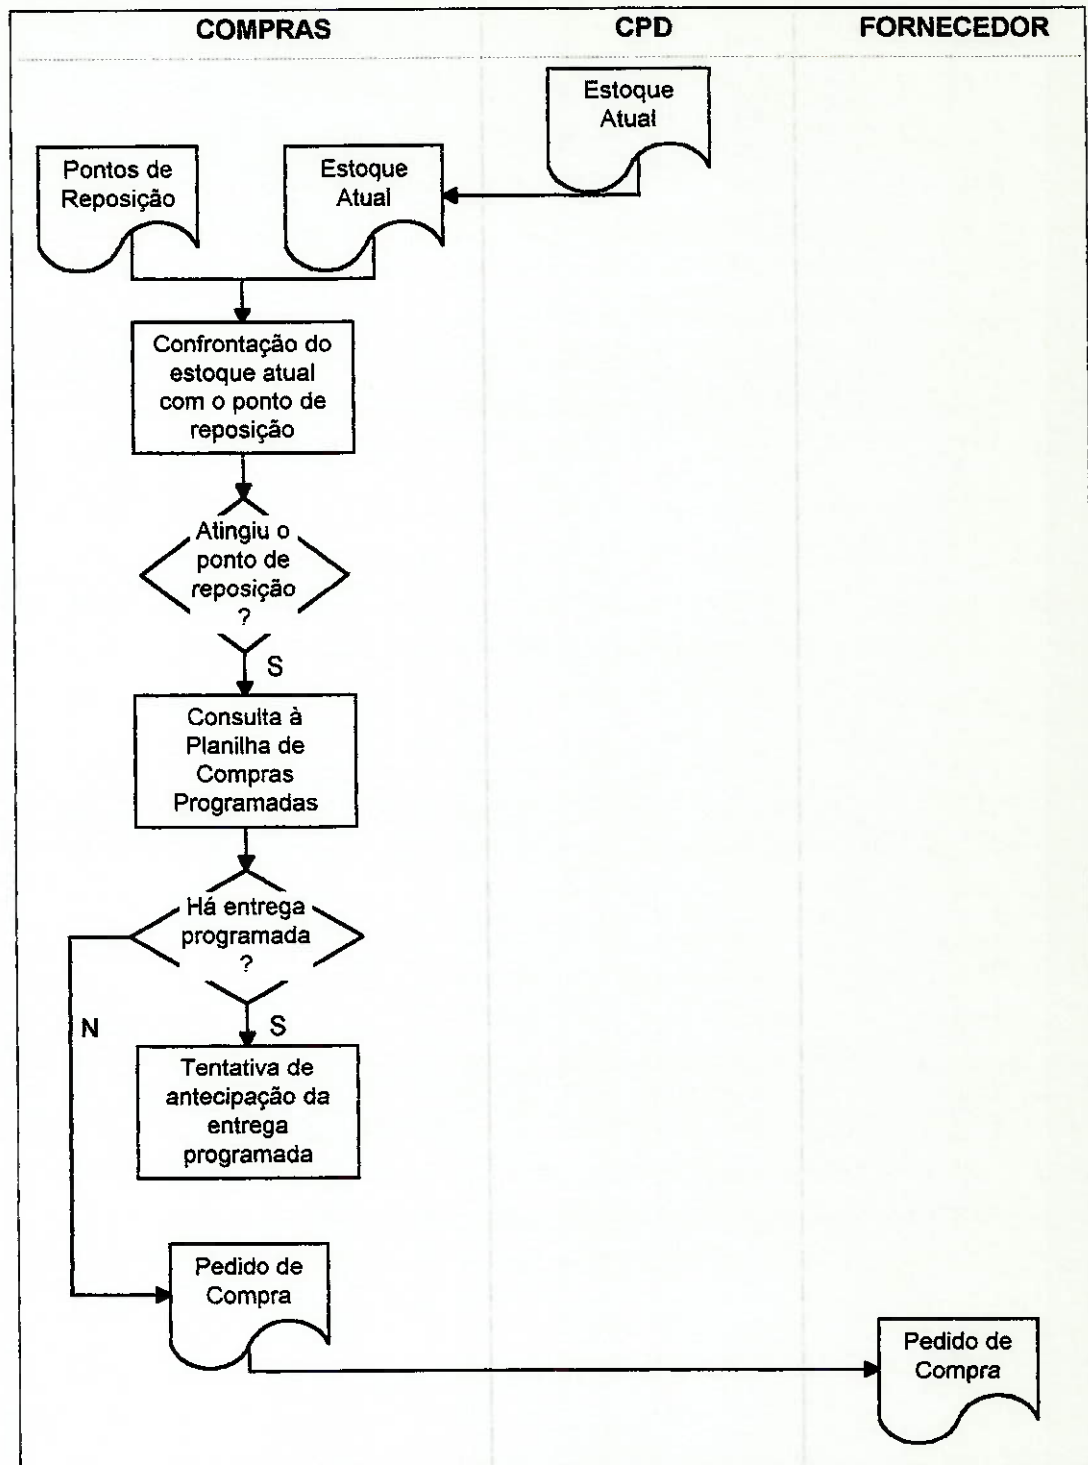 COMPRAS CPD FORNECEDOR
Estoque
Atual
Pontos de
Reposição
Estoque
Atual
Confrontação do
estoque atual
com o ponto de
reposição
Atingiu o
ponto de
reposição
?
S
Consulta à
Planilha de
Compras
Programadas
Há entrega
programada
?
N
S
Tentativa de
antecipação da
entrega
programada
Pedido de
Compra
Pedido de
Compra